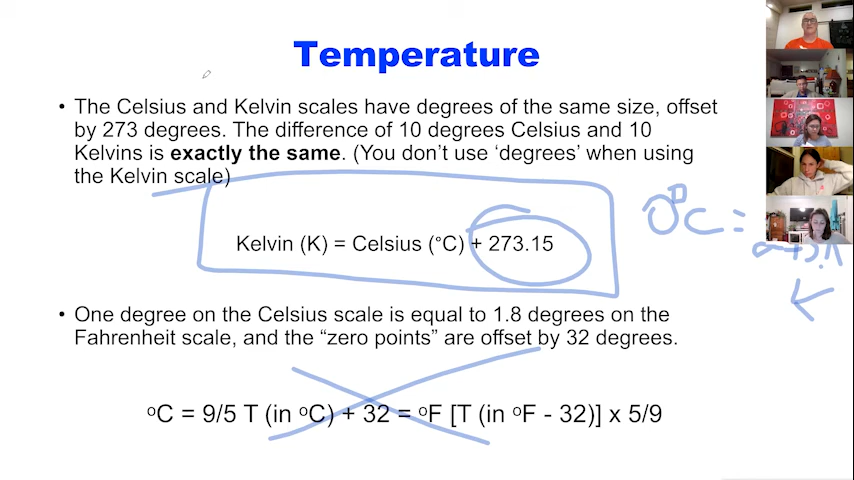 Temperature
• The Celsius and Kelvin scales have degrees of the same size, offset
by 273 degrees. The difference of 10 degrees Celsius and 10
Kelvins is exactly the same. (You don't use 'degrees' when using
the Kelvin scale)
Kelvin (K) = Celsius (°C) + 273.15
0°C =
K
• One degree on the Celsius scale is equal to 1.8 degrees on the
Fahrenheit scale, and the "zero points" are offset by 32 degrees.
ºC = 9/5 T (in ºC) + 32 = ºF [T (in ºF - 32)] x 5/9